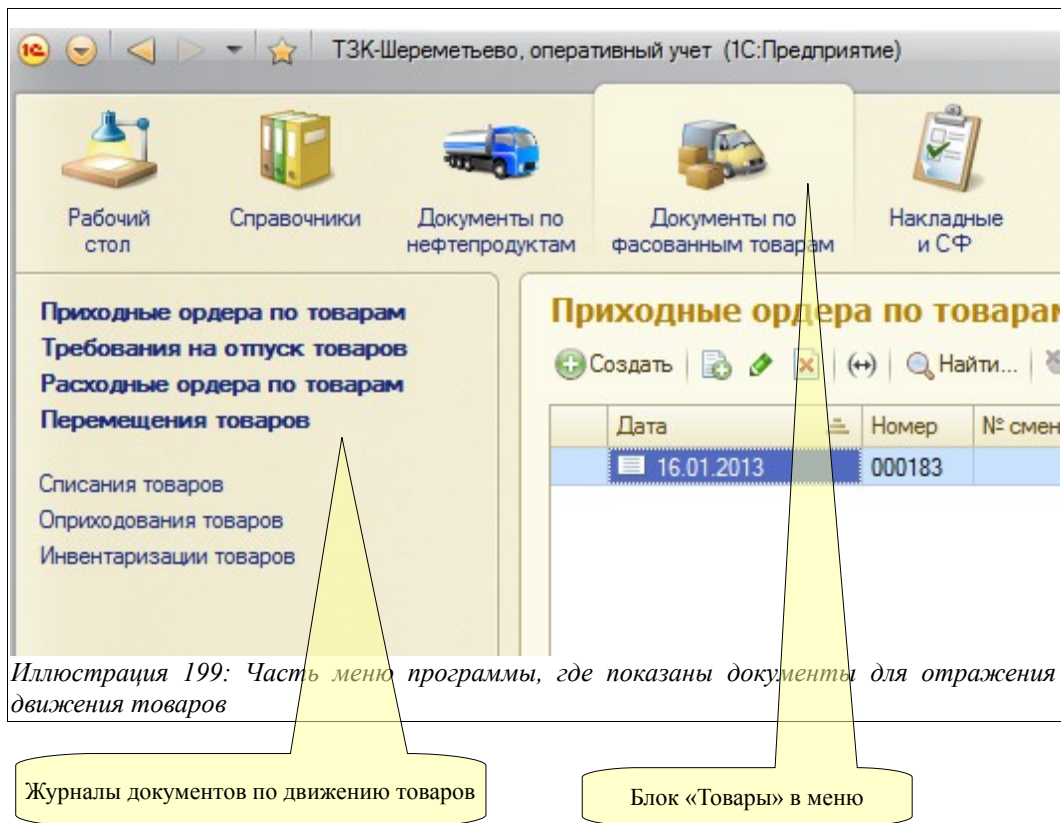 1С ТЗК-Шереметьево, оперативный учет (1С:Предприятие)
Рабочий
стол
Справочники
Документы по
нефтепродуктам
Документы по
фасованным товарам
Накладные
и СФ
Приходные ордера по товарам
Требования на отпуск товаров
Расходные ордера по товарам
Перемещения товаров
Списания товаров
Оприходования товаров
Инвентаризации товаров
Приходные ордера по товарам
Создать Найти...
Дата Номер № смен
16.01.2013 000183
Иллюстрация 199: Часть меню программы, где показаны документы для отражения
движения товаров
Журналы документов по движению товаров
Блок «Товары» в меню